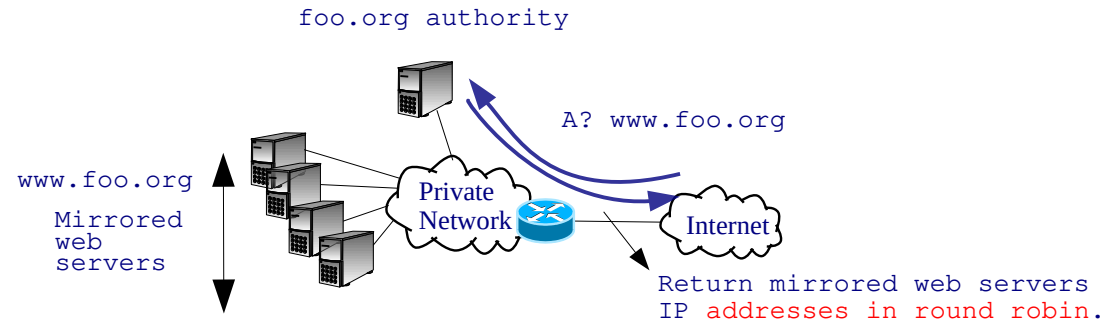 foo.org authority
A? www.foo.org
www.foo.org
Mirrored
web
servers
Private
Network
Internet
Return mirrored web servers
IP addresses in round robin.